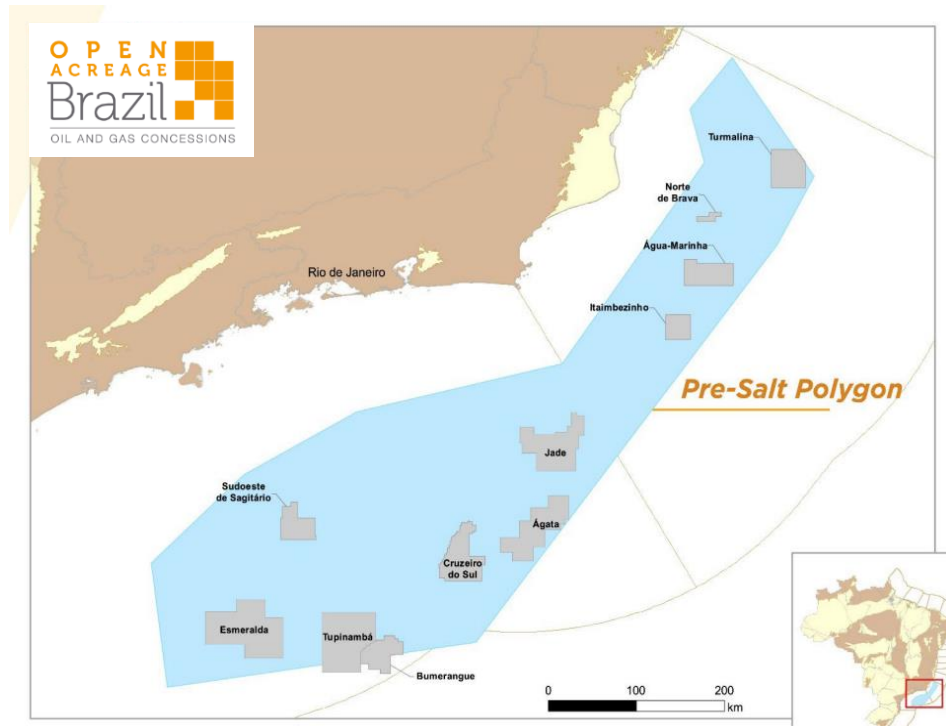 OPEN
ACREAGE
Brazil
OIL AND GAS CONCESSIONS
Turmalina
Norte
de Brava
Água-Marinha
Rio de Janeiro
Itaimbezinho
Pre-Salt Polygon
Jade
Sudoeste
de Sagitário
Ágata
Cruzeiro
do Sul
Esmeralda
Tupinambá
Bumerangue
0 100 200
km